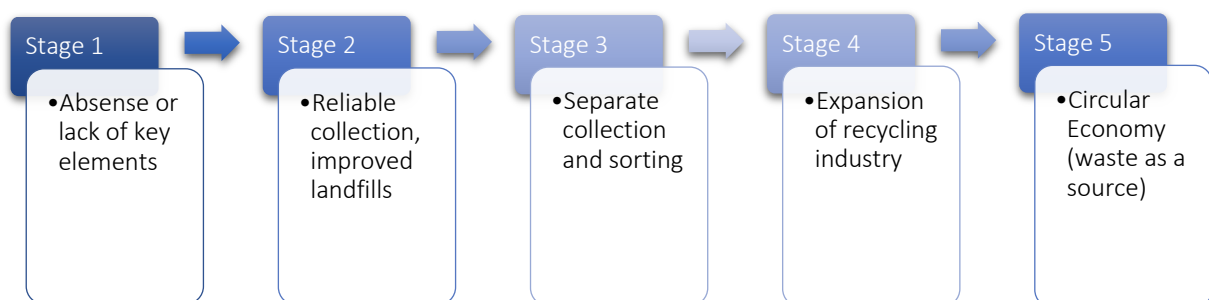 Stage 1
•Absense or
lack of key
elements
Stage 2
•Reliable
collection,
improved
landfills
Stage 3
•Separate
collection
and sorting
Stage 4
•Expansion
of recycling
industry
Stage 5
•Circular
Economy
(waste as a
source)